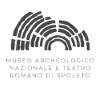 MUSEO ARCHEOLOGICO
NAZIONALE E TEATRO
ROMANO DI SPOLETO